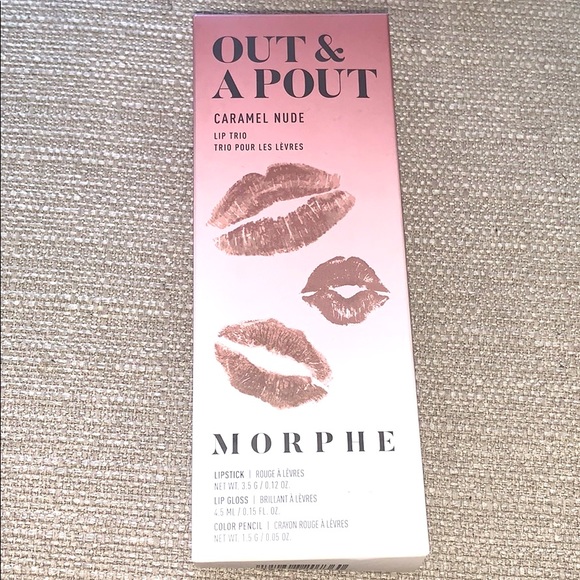 OUT &
A POUT
CARAMEL NUDE
LIP TRIO
TRIO POUR LES LÈVRES
MORPHE
LIPSTICK | ROUGE À LÈVRES
NET WT. 3.5 G / 0.12 OZ.
LIP GLOSS | BRILLANT À LÈVRES
4.5 ML / 0.15 FL. OZ.
COLOR PENCIL | CRAYON ROUGE À LÈVRES
NET WT. 1.5 G / 0.05 OZ.